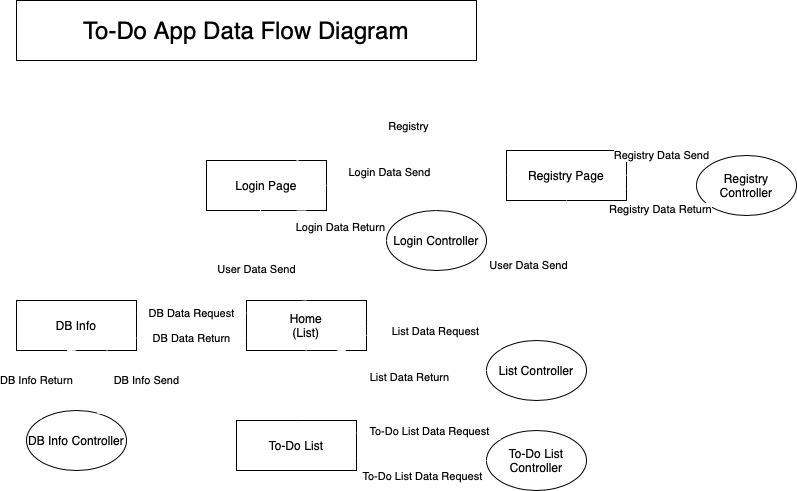 To-Do App Data Flow Diagram
Registry
Login Page
Login Data Send
Registry Page
Registry Data Send
Registry
Controller
Registry Data Return
Login Data Return
Login Controller
User Data Send
User Data Send
DB Info
DB Data Request
DB Data Return
Home
(List)
List Data Request
List Data Return
List Controller
DB Info Return
DB Info Send
DB Info Controller
To-Do List
To-Do List Data Request
To-Do List
Controller
To-Do List Data Request